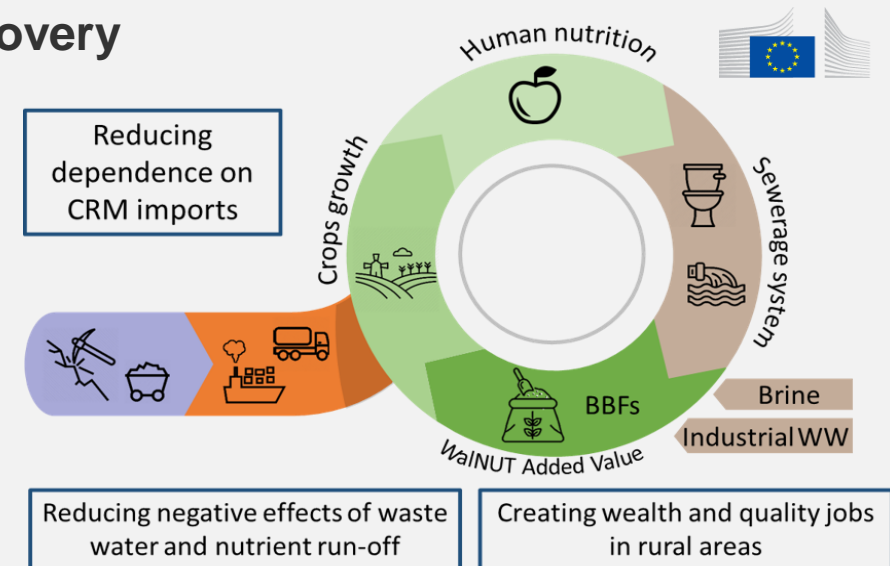 overy
Human nutrition
Reducing
dependence on
CRM imports
Crops growth
Sewerage system
BBFs
Brine
Industrial WW
WalNUT Added Value
Reducing negative effects of waste
water and nutrient run-off
Creating wealth and quality jobs
in rural areas